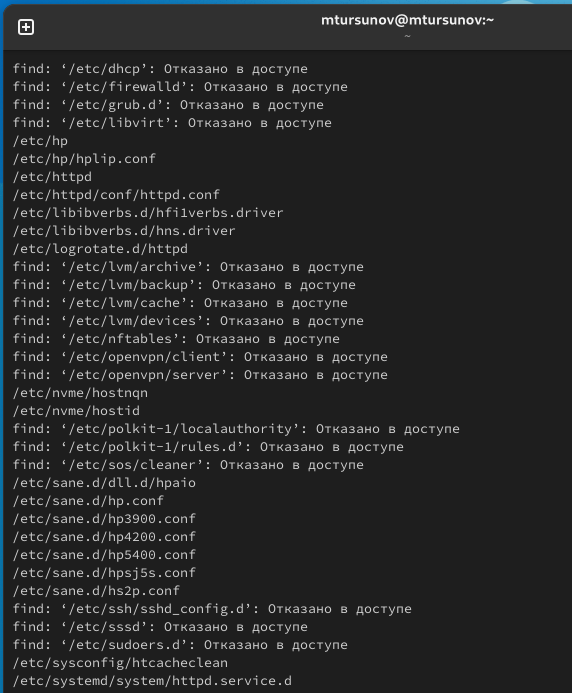 mtursunov@mtursunov:~
~
find: ‘/etc/dhcp’: Отказано в доступе
find: ‘/etc/firewalld’: Отказано в доступе
find: ‘/etc/grub.d’: Отказано в доступе
find: ‘/etc/libvirt’: Отказано в доступе
/etc/hp
/etc/hp/hplip.conf
/etc/httpd
/etc/httpd/conf/httpd.conf
/etc/libibverbs.d/hfi1verbs.driver
/etc/libibverbs.d/hns.driver
/etc/logrotate.d/httpd
find: ‘/etc/lvm/archive’: Отказано в доступе
find: ‘/etc/lvm/backup’: Отказано в доступе
find: ‘/etc/lvm/cache’: Отказано в доступе
find: ‘/etc/lvm/devices’: Отказано в доступе
find: ‘/etc/nftables’: Отказано в доступе
find: ‘/etc/openvpn/client’: Отказано в доступе
find: ‘/etc/openvpn/server’: Отказано в доступе
/etc/nvme/hostnqn
/etc/nvme/hostid
find: ‘/etc/polkit-1/localauthority’: Отказано в доступе
find: ‘/etc/polkit-1/rules.d’: Отказано в доступе
find: ‘/etc/sos/cleaner’: Отказано в доступе
/etc/sane.d/dll.d/hpaio
/etc/sane.d/hp.conf
/etc/sane.d/hp3900.conf
/etc/sane.d/hp4200.conf
/etc/sane.d/hp5400.conf
/etc/sane.d/hpsj5s.conf
/etc/sane.d/hs2p.conf
find: ‘/etc/ssh/sshd_config.d’: Отказано в доступе
find: ‘/etc/sssd’: Отказано в доступе
find: ‘/etc/sudoers.d’: Отказано в доступе
/etc/sysconfig/htcacheclean
/etc/systemd/system/httpd.service.d